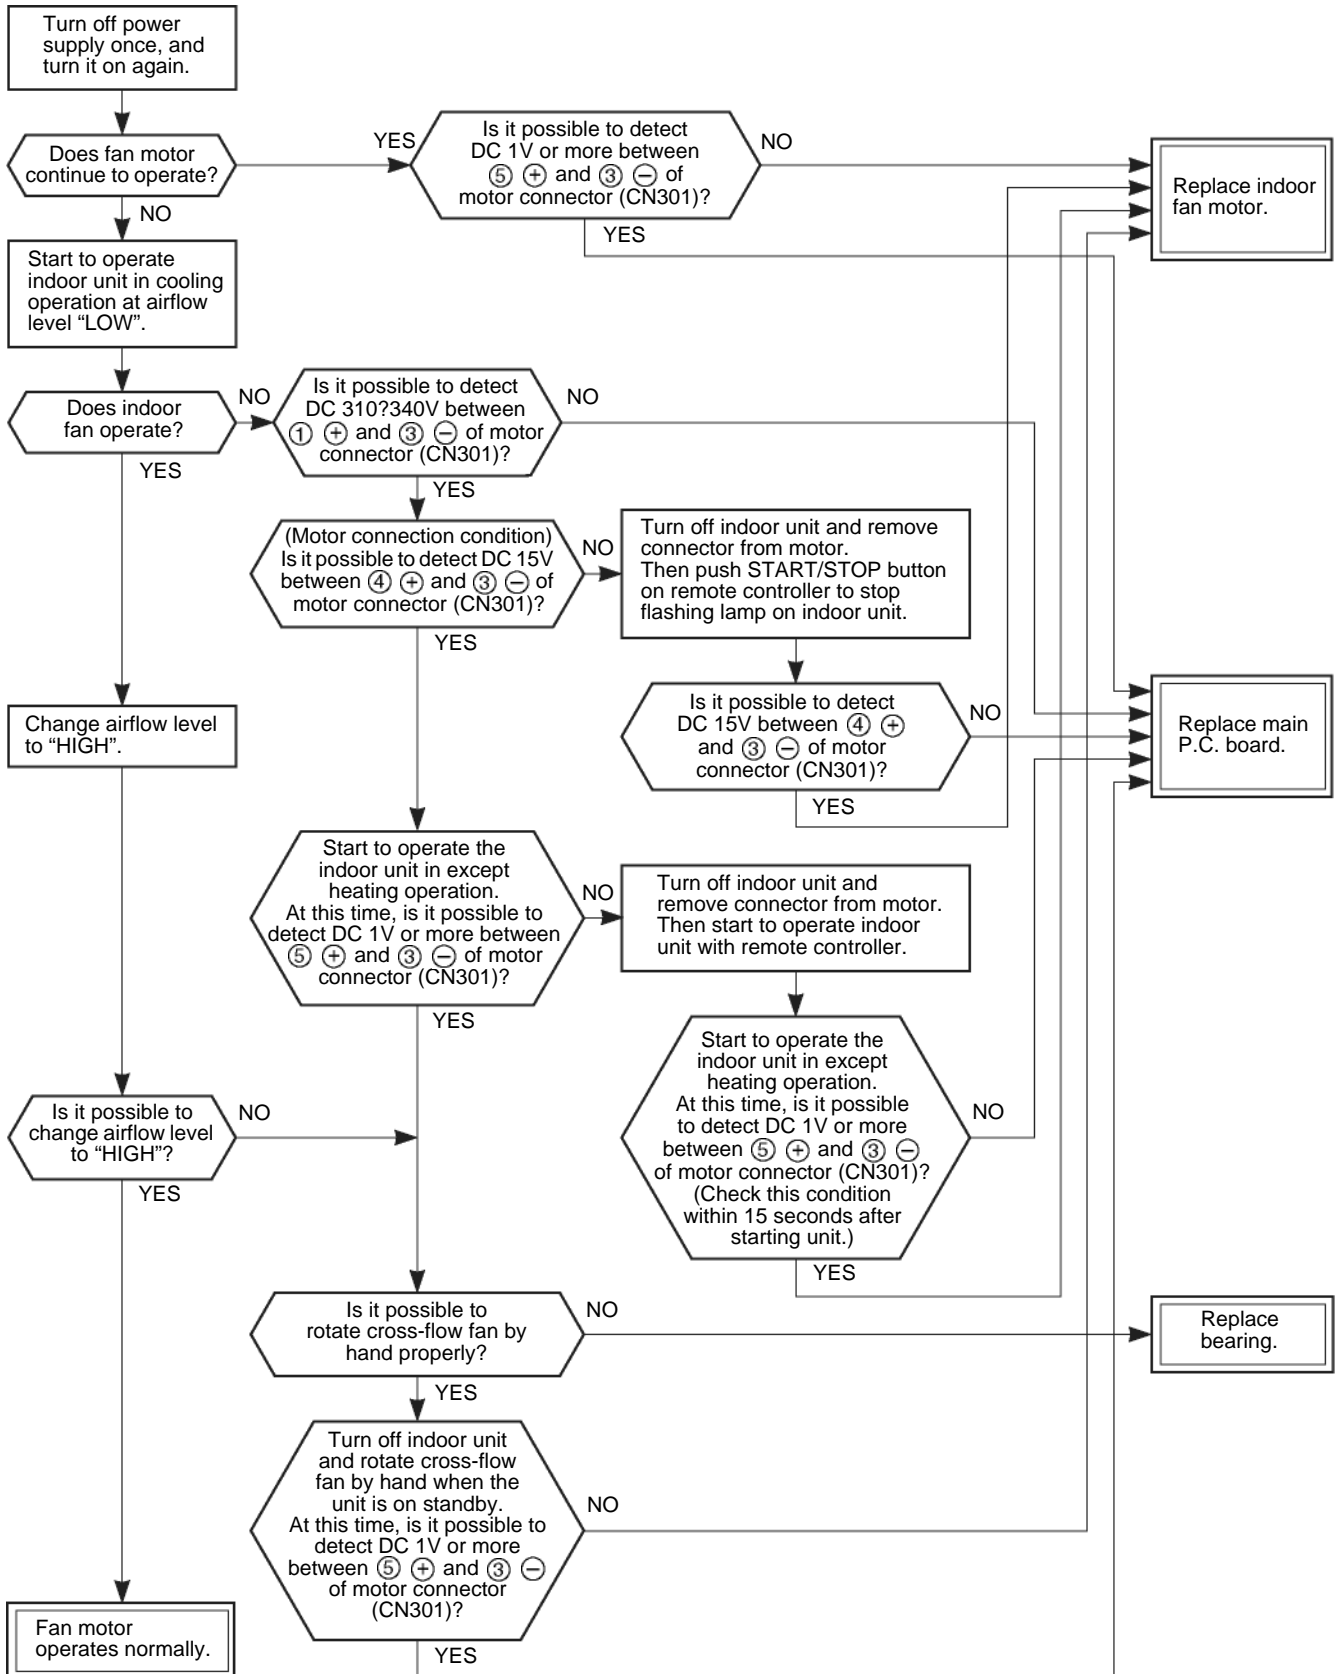 Turn off power
supply once, and
turn it on again.
Does fan motor
continue to operate?
YES
Is it possible to detect
DC 1V or more between
⑤ ⊕ and ③ ⊖ of
motor connector (CN301)?
NO
Replace indoor
fan motor.
NO
YES
Start to operate
indoor unit in cooling
operation at airflow
level “LOW”.
Does indoor
fan operate?
NO
Is it possible to detect
DC 310?340V between
① ⊕ and ③ ⊖ of motor
connector (CN301)?
NO
YES
YES
(Motor connection condition)
Is it possible to detect DC 15V
between ④ ⊕ and ③ ⊖ of
motor connector (CN301)?
NO
Turn off indoor unit and remove
connector from motor.
Then push START/STOP button
on remote controller to stop
flashing lamp on indoor unit.
YES
Change airflow level
to “HIGH”.
Is it possible to detect
DC 15V between ④ ⊕
and ③ ⊖ of motor
connector (CN301)?
NO
Replace main
P.C. board.
YES
Start to operate the
indoor unit in except
heating operation.
At this time, is it possible to
detect DC 1V or more between
⑤ ⊕ and ③ ⊖ of motor
connector (CN301)?
NO
Turn off indoor unit and
remove connector from motor.
Then start to operate indoor
unit with remote controller.
YES
Is it possible to
change airflow level
to “HIGH”?
NO
Start to operate the
indoor unit in except
heating operation.
At this time, is it possible
to detect DC 1V or more
between ⑤ ⊕ and ③ ⊖
of motor connector (CN301)?
(Check this condition
within 15 seconds after
starting unit.)
NO
YES
YES
Is it possible to
rotate cross-flow fan by
hand properly?
NO
Replace
bearing.
YES
Turn off indoor unit
and rotate cross-flow
fan by hand when the
unit is on standby.
At this time, is it possible to
detect DC 1V or more
between ⑤ ⊕ and ③ ⊖
of motor connector
(CN301)?
NO
YES
Fan motor
operates normally.